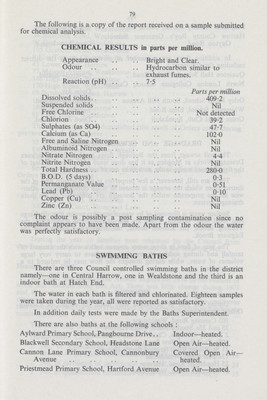 79
The following is a copy of the report received on a sample submitted
for chemical analysis.
CHEMICAL RESULTS in parts per million.
Appearance .. .. Bright and Clear.
Odour .. .. .. Hydrocarbon similar to
exhaust fumes.
Reaction (pH) .. .. 7·5
Parts per million
Dissolved solids .. .. .. .. .. 409·2
Suspended solids .. .. .. .. Nil
Free Chlorine .. .. .. .. Not detected
Chlorion .. .. .. .. .. 39·2
Sulphates (as SO4) .. .. .. .. 47·7
Calcium (as Ca) .. .. .. .. 102·0
Free and Saline Nitrogen .. .. .. Nil
Albuminoid Nitrogen .. .. .. Nil
Nitrate Nitrogen .. .. .. .. 4·4
Nitrite Nitrogen .. .. .. .. Nil
Total Hardness .. .. .. .. 280·0
B.O.D. (5 days) .. .. .. .. 0·3
Permanganate Value .. .. .. 0·51
Lead (Pb) .. .. .. .. .. 0·10
Copper (Cu) .. .. .. .. Nil
Zinc (Zn) .. .. .. .. .. Nil
The odour is possibly a post sampling contamination since no
complaint appears to have been made. Apart from the odour the water
was perfectly satisfactory.
SWIMMING BATHS
There are three Council controlled swimming baths in the district
namely—one in Central Harrow, one in Wealdstone and the third is an
indoor bath at Hatch End.
The water in each bath is filtered and chlorinated. Eighteen samples
were taken during the year, all were reported as satisfactory.
In addition daily tests were made by the Baths Superintendent.
There are also baths at the following schools :
Aylward Primary School, Pangbourne Drive.. Indoor—heated.
Blackwell Secondary School, Headstone Lane Open Air—heated.
Cannon Lane Primary School, Cannonbury Covered Open Air—
Avenue .. .. .. .. .. heated.
Priestmead Primary School, Hartford Avenue Open Air—heated.